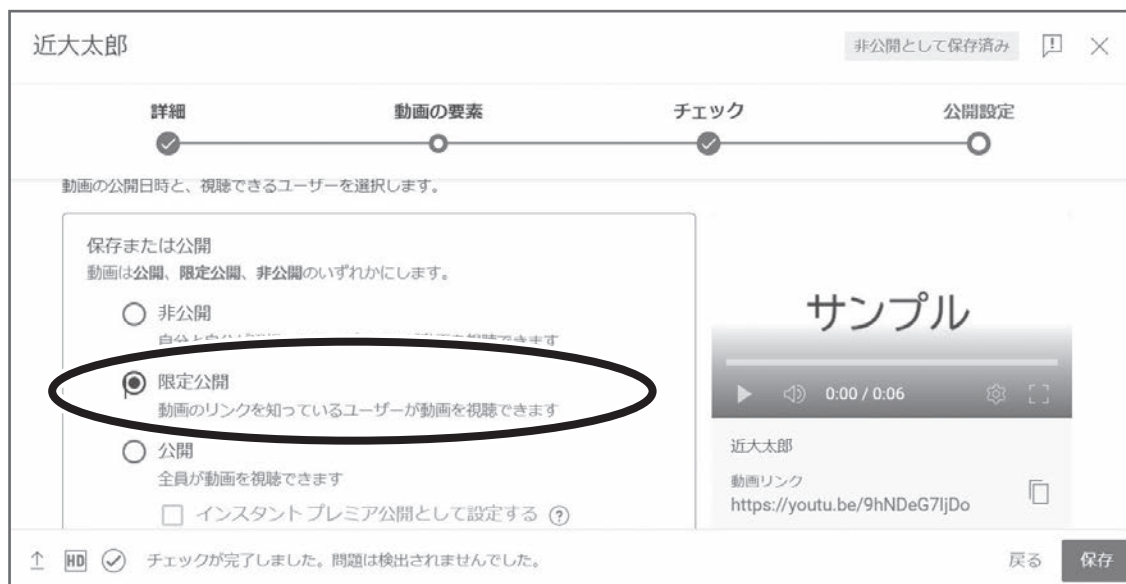 近大太郎
非公開として保存済み
詳細
動画の要素
チェック
公開設定
動画の公開日時と、視聴できるユーザーを選択します。
保存または公開
動画は公開、限定公開、非公開のいずれかにします。
非公開
限定公開
動画のリンクを知っているユーザーが動画を視聴できます
公開
全員が動画を視聴できます
インスタント プレミア公開として設定する ?
サンプル
0:00 / 0:06
近大太郎
動画リンク
https://youtu.be/9hNDeG7ljDo
HD
チェックが完了しました。問題は検出されませんでした。
戻る
保存